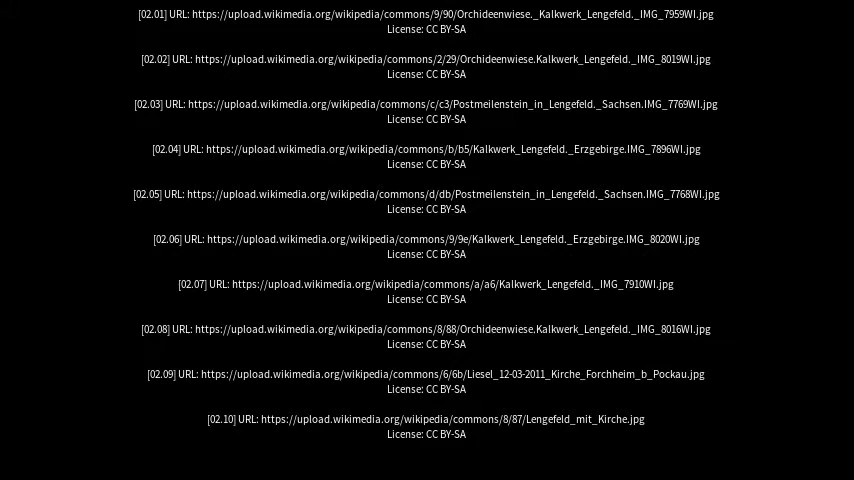 [02.01] URL: https://upload.wikimedia.org/wikipedia/commons/9/90/Orchideenwiese._Kalkwerk_Lengefeld._IMG_7959WI.jpg
License: CC BY-SA
[02.02] URL: https://upload.wikimedia.org/wikipedia/commons/2/29/Orchideenwiese.Kalkwerk_Lengefeld._IMG_8019WI.jpg
License: CC BY-SA
[02.03] URL: https://upload.wikimedia.org/wikipedia/commons/c/c3/Postmeilenstein_in_Lengefeld._Sachsen.IMG_7769WI.jpg
License: CC BY-SA
[02.04] URL: https://upload.wikimedia.org/wikipedia/commons/b/b5/Kalkwerk_Lengefeld._Erzgebirge.IMG_7896WI.jpg
License: CC BY-SA
[02.05] URL: https://upload.wikimedia.org/wikipedia/commons/d/db/Postmeilenstein_in_Lengefeld._Sachsen.IMG_7768WI.jpg
License: CC BY-SA
[02.06] URL: https://upload.wikimedia.org/wikipedia/commons/9/9e/Kalkwerk_Lengefeld._Erzgebirge.IMG_8020WI.jpg
License: CC BY-SA
[02.07] URL: https://upload.wikimedia.org/wikipedia/commons/a/a6/Kalkwerk_Lengefeld._IMG_7910WI.jpg
License: CC BY-SA
[02.08] URL: https://upload.wikimedia.org/wikipedia/commons/8/88/Orchideenwiese.Kalkwerk_Lengefeld._IMG_8016WI.jpg
License: CC BY-SA
[02.09] URL: https://upload.wikimedia.org/wikipedia/commons/6/6b/Liesel_12-03-2011_Kirche_Forchheim_b_Pockau.jpg
License: CC BY-SA
[02.10] URL: https://upload.wikimedia.org/wikipedia/commons/8/87/Lengefeld_mit_Kirche.jpg
License: CC BY-SA